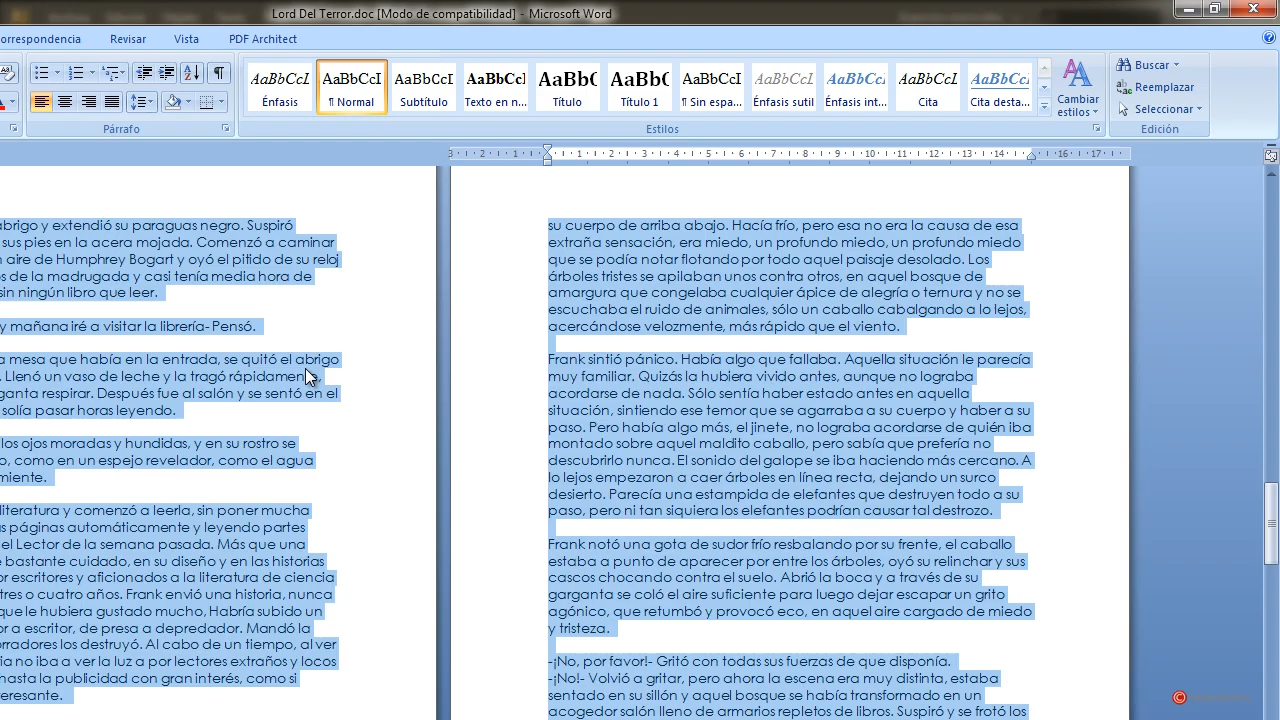 Lord Del Terror.doc [Modo de compatibilidad] - Microsoft Word
orrespondencia Revisar Vista PDF Architect
AaBbCcI AaBbCcI AaBbCcI AaBbCcI AaBbC AaBbC AaBbCcI AaBbCcI AaBbCcI AaBbCcI AaBbCcI
Énfasis ¶ Normal Subtítulo Texto en n... Título Título 1 ¶ Sin espa... Énfasis sutil Énfasis int... Cita Cita desta...
Cambiar estilos
Buscar
Reemplazar
Seleccionar
Párrafo Estilos Edición
3 2 1 1 2 3 4 5 6 7 8 9 10 11 12 13 14 16 17
abrigo y extendió su paraguas negro. Suspiró
sus pies en la acera mojada. Comenzó a caminar
aire de Humphrey Bogart y oyó el pitido de su reloj
os de la madrugada y casi tenía media hora de
sin ningún libro que leer.
y mañana iré a visitar la librería- Pensó.
a mesa que había en la entrada, se quitó el abrigo
. Llenó un vaso de leche y la tragó rápidamente,
ganta respirar. Después fue al salón y se sentó en el
solía pasar horas leyendo.
los ojos moradas y hundidas, y en su rostro se
o, como en un espejo revelador, como el agua
miente.
literatura y comenzó a leerla, sin poner mucha
s páginas automáticamente y leyendo partes
el Lector de la semana pasada. Más que una
e bastante cuidado, en su diseño y en las historias
or escritores y aficionados a la literatura de ciencia
tres o cuatro años. Frank envió una historia, nunca
que le hubiera gustado mucho, Habría subido un
or a escritor, de presa a depredador. Mandó la
orradores los destruyó. Al cabo de un tiempo, al ver
ia no iba a ver la luz a por lectores extraños y locos
hasta la publicidad con gran interés, como si
eresante.
su cuerpo de arriba abajo. Hacía frío, pero esa no era la causa de esa
extraña sensación, era miedo, un profundo miedo, un profundo miedo
que se podía notar flotando por todo aquel paisaje desolado. Los
árboles tristes se apilaban unos contra otros, en aquel bosque de
amargura que congelaba cualquier ápice de alegría o ternura y no se
escuchaba el ruido de animales, sólo un caballo cabalgando a lo lejos,
acercándose velozmente, más rápido que el viento.
Frank sintió pánico. Había algo que fallaba. Aquella situación le parecía
muy familiar. Quizás la hubiera vivido antes, aunque no lograba
acordarse de nada. Sólo sentía haber estado antes en aquella
situación, sintiendo ese temor que se agarraba a su cuerpo y haber a su
paso. Pero había algo más, el jinete, no lograba acordarse de quién iba
montado sobre aquel maldito caballo, pero sabía que prefería no
descubrirlo nunca. El sonido del galope se iba haciendo más cercano. A
lo lejos empezaron a caer árboles en línea recta, dejando un surco
desierto. Parecía una estampida de elefantes que destruyen todo a su
paso, pero ni tan siquiera los elefantes podrían causar tal destrozo.
Frank notó una gota de sudor frío resbalando por su frente, el caballo
estaba a punto de aparecer por entre los árboles, oyó su relinchar y sus
cascos chocando contra el suelo. Abrió la boca y a través de su
garganta se coló el aire suficiente para luego dejar escapar un grito
agónico, que retumbó y provocó eco, en aquel aire cargado de miedo
y tristeza.
-¡No, por favor!- Gritó con todas sus fuerzas de que disponía.
-¡No!- Volvió a gritar, pero ahora la escena era muy distinta, estaba
sentado en su sillón y aquel bosque se había transformado en un
acogedor salón lleno de armarios repletos de libros. Suspiró y se frotó los